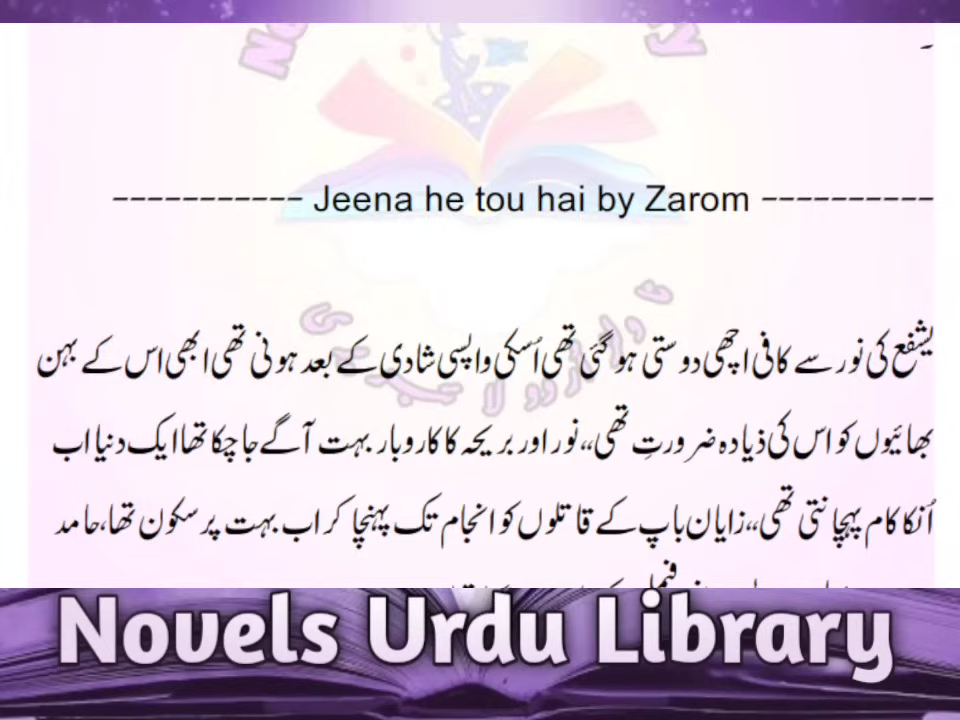 ۔
----------- Jeena he tou hai by Zarom ----------
یشفع کی نور سے کافی اچھی دوستی ہو گئی تھی اُسکی واپسی شادی کے بعد ہونی تھی ابھی اس کے بہن
بھائیوں کو اس کی ذیادہ ضرورتِ تھی،،نور اور بریحہ کا کاروبار بہت آگے جا چکا تھا ایک دنیا اب
اُنکا کام پہچانتی تھی،،زایان باپ کے قاتلوں کو انجام تک پہنچا کر اب بہت پر سکون تھا،حامد
Novels Urdu Library